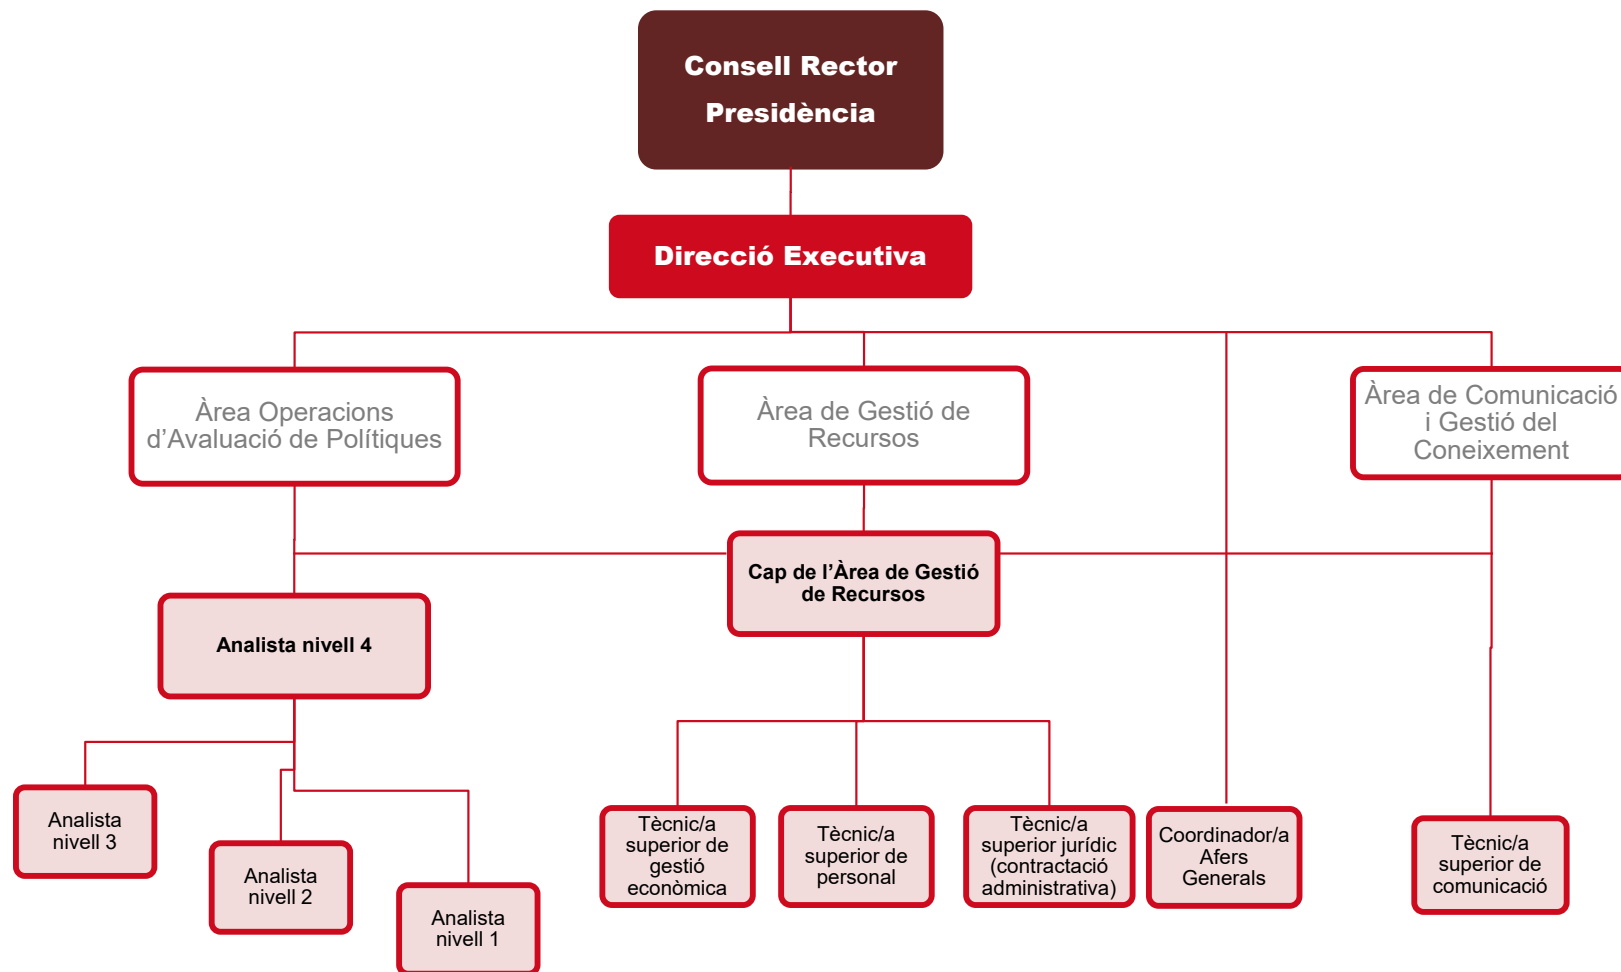 Consell Rector
Presidència
Direcció Executiva
Àrea Operacions
d’Avaluació de Polítiques
Àrea de Gestió de
Recursos
Àrea de Comunicació
i Gestió del
Coneixement
Cap de l’Àrea de Gestió
de Recursos
Analista nivell 4
Analista
nivell 3
Analista
nivell 2
Analista
nivell 1
Tècnic/a
superior de
gestió
econòmica
Tècnic/a
superior de
personal
Tècnic/a
superior jurídic
(contractació
administrativa)
Coordinador/a
Afers
Generals
Tècnic/a
superior de
comunicació